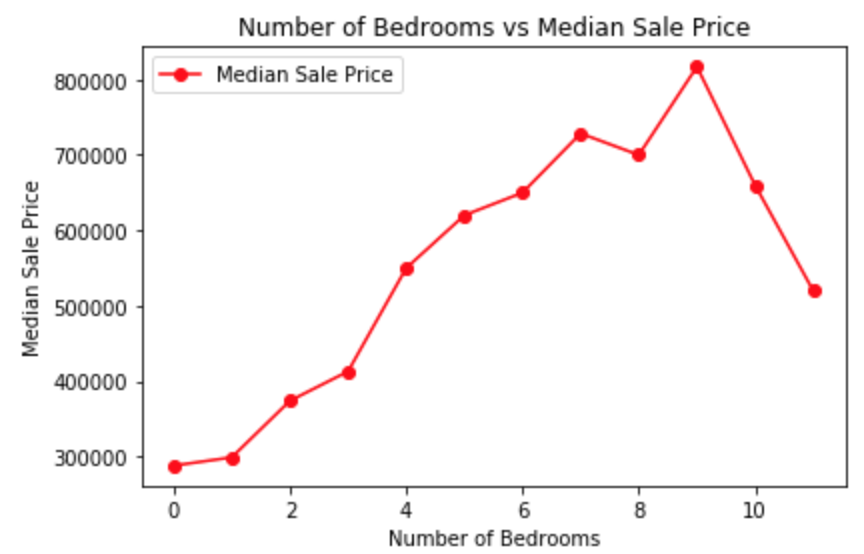 Number of Bedrooms vs Median Sale Price
Median Sale Price
800000
700000
600000
500000
400000
300000
Median Sale Price
0 2 4 6 8 10
Number of Bedrooms